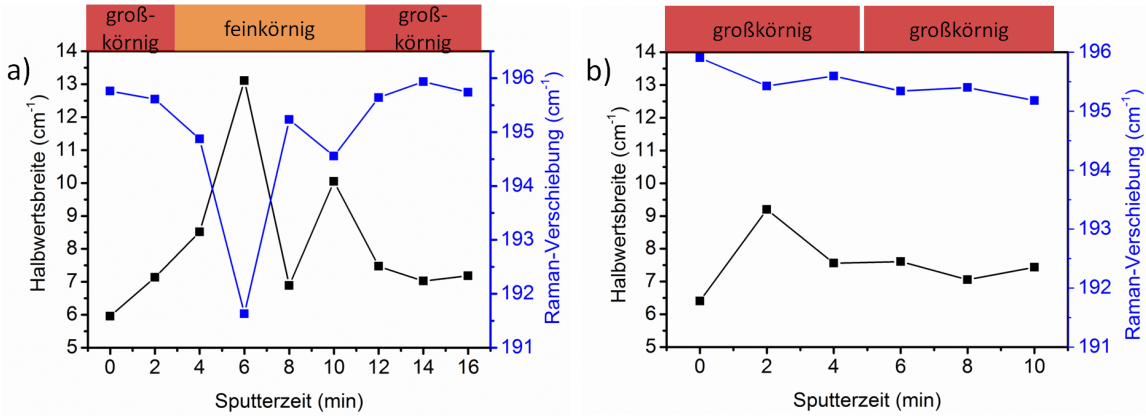 groß-
körnig
feinkörnig
groß-
körnig
a)
14
13
12
11
10
9
8
7
6
5
Halbwertsbreite (cm⁻¹)
196
195
194
193
192
191
Raman-Verschiebung (cm⁻¹)
0 2 4 6 8 10 12 14 16
Sputterzeit (min)
großkörnig
großkörnig
b)
14
13
12
11
10
9
8
7
6
5
Halbwertsbreite (cm⁻¹)
196
195
194
193
192
191
Raman-Verschiebung (cm⁻¹)
0 2 4 6 8 10
Sputterzeit (min)